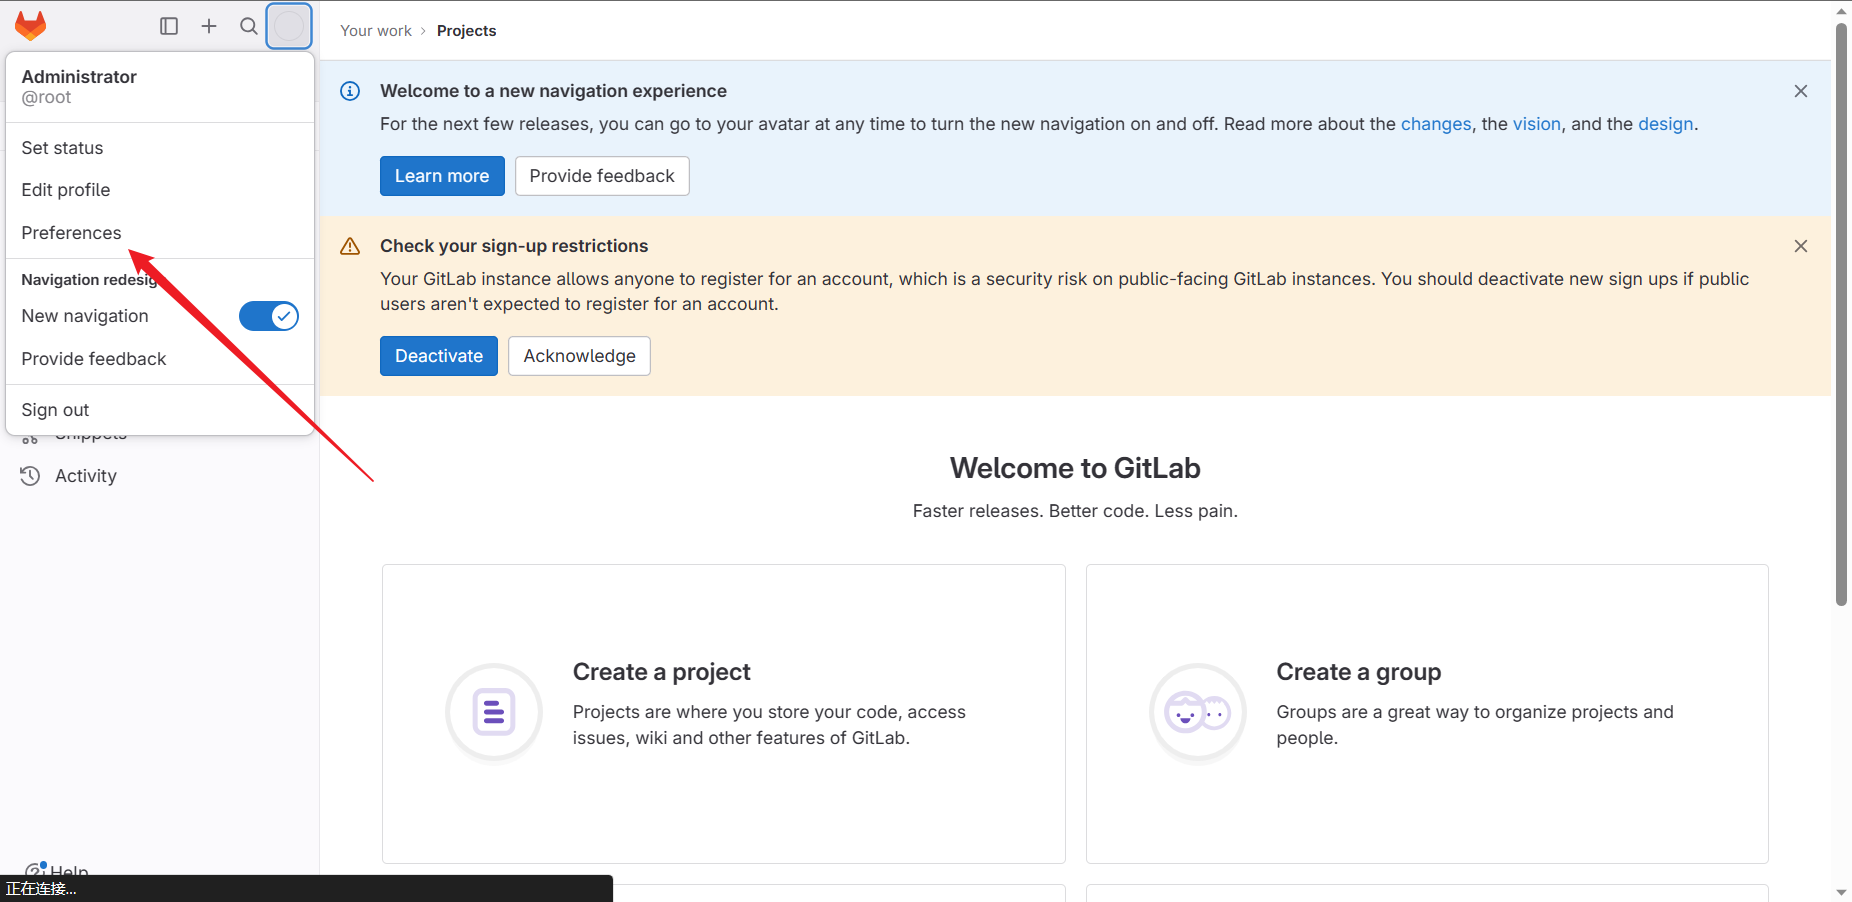 Your work › Projects
Administrator
@root
Set status
Edit profile
Preferences
Navigation redesig
New navigation
Provide feedback
Sign out
Snippets
Activity
Help
正在连接...
Welcome to a new navigation experience
For the next few releases, you can go to your avatar at any time to turn the new navigation on and off. Read more about the changes, the vision, and the design.
Learn more
Provide feedback
Check your sign-up restrictions
Your GitLab instance allows anyone to register for an account, which is a security risk on public-facing GitLab instances. You should deactivate new sign ups if public
users aren't expected to register for an account.
Deactivate
Acknowledge
Welcome to GitLab
Faster releases. Better code. Less pain.
Create a project
Projects are where you store your code, access
issues, wiki and other features of GitLab.
Create a group
Groups are a great way to organize projects and
people.